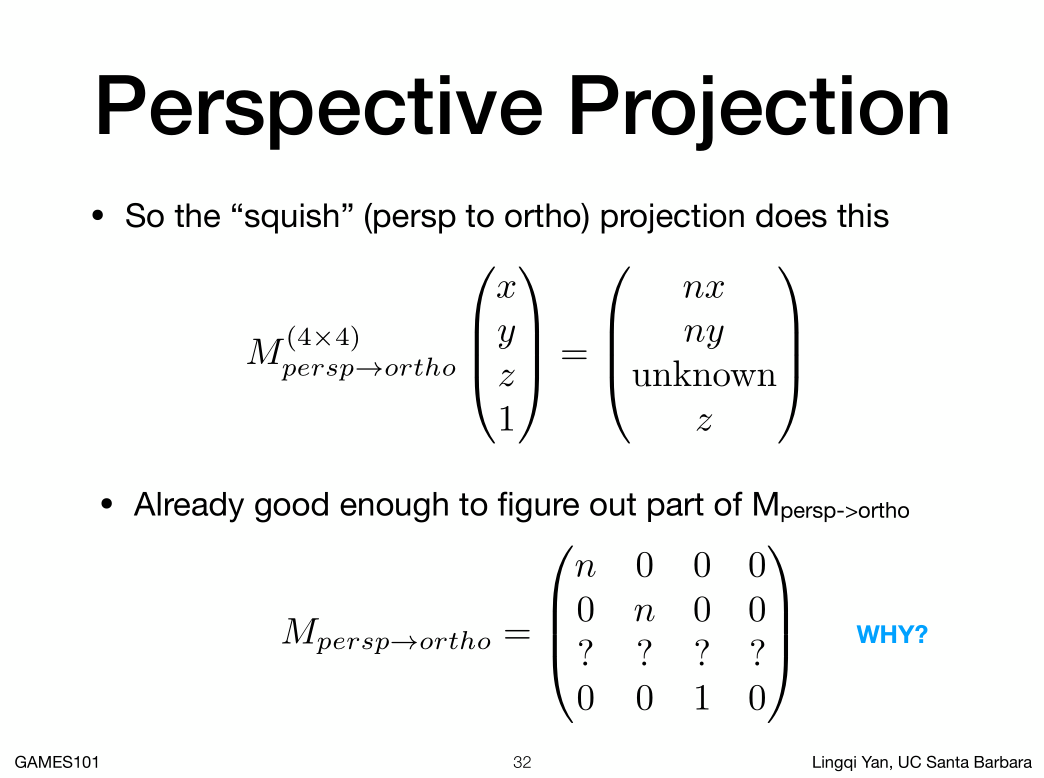 Perspective Projection
• So the “squish” (persp to ortho) projection does this
$M_{persp \to ortho}^{(4 \times 4)} \begin{pmatrix} x \\ y \\ z \\ 1 \end{pmatrix} = \begin{pmatrix} nx \\ ny \\ \text{unknown} \\ z \end{pmatrix}$
• Already good enough to figure out part of M_{persp->ortho}
$M_{persp \to ortho} = \begin{pmatrix} n & 0 & 0 & 0 \\ 0 & n & 0 & 0 \\ ? & ? & ? & ? \\ 0 & 0 & 1 & 0 \end{pmatrix}$ WHY?
GAMES101 32 Lingqi Yan, UC Santa Barbara